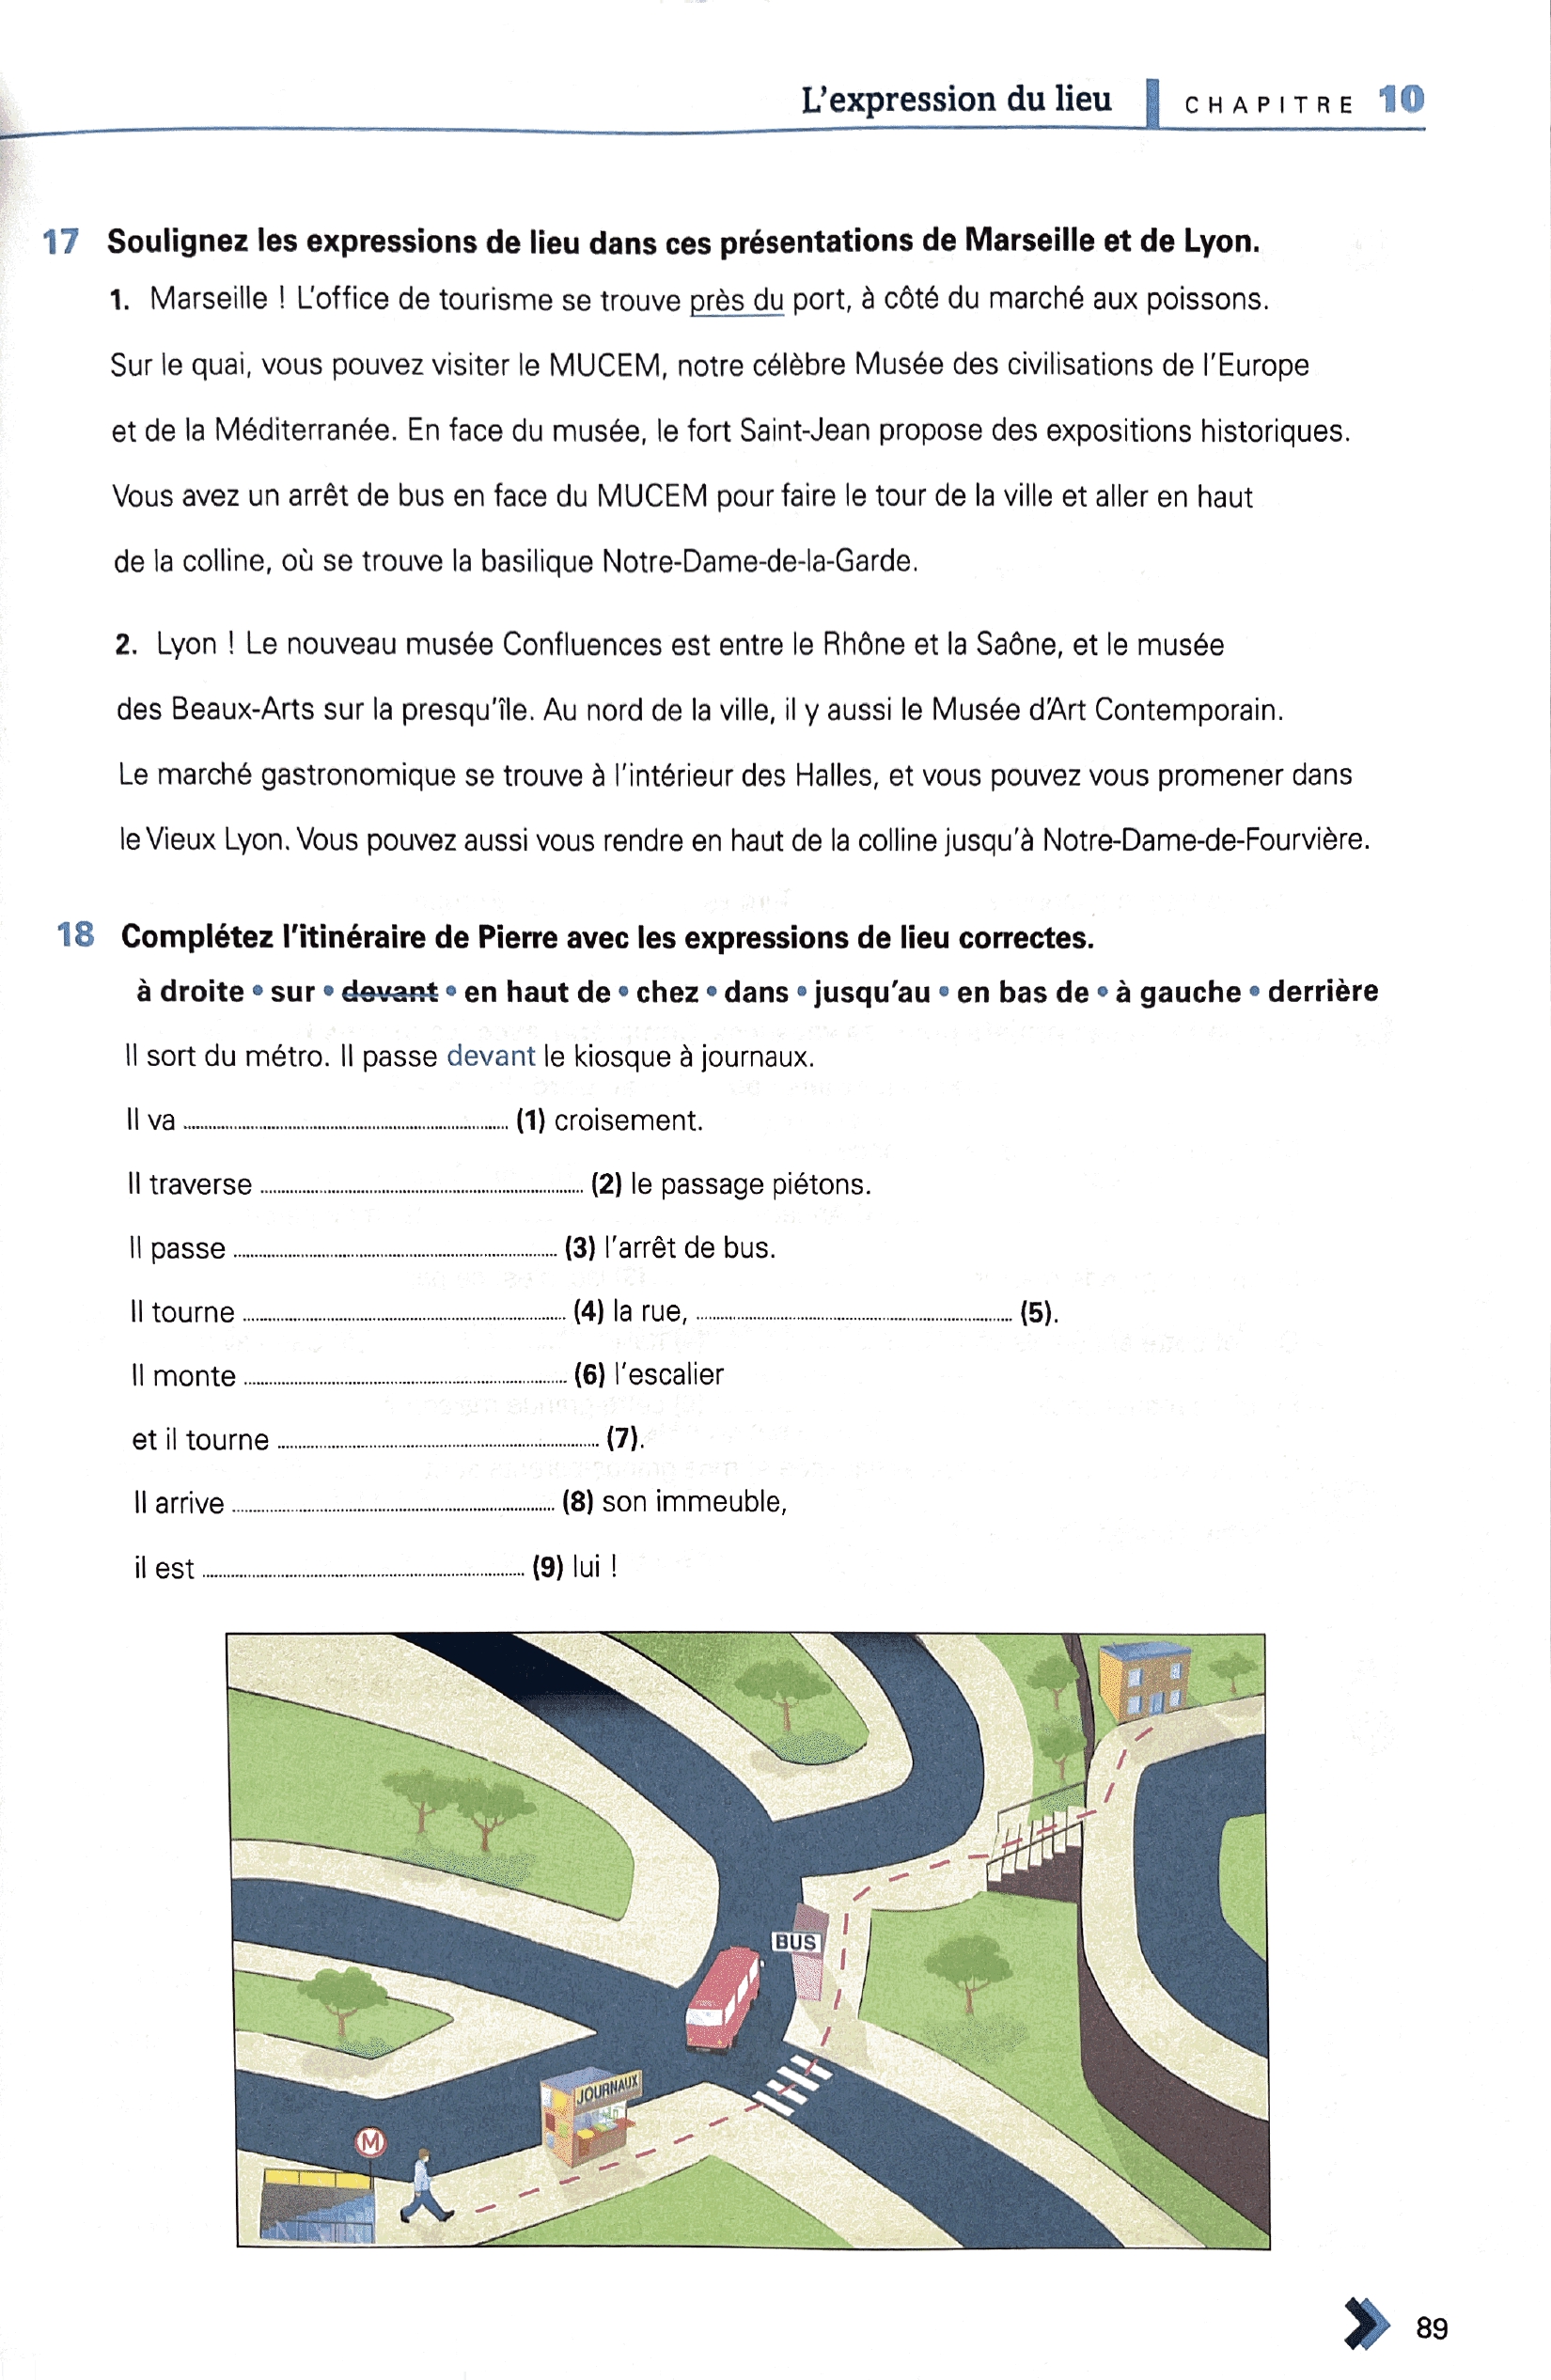 L'expression du lieu | CHAPITRE 10
17 Soulignez les expressions de lieu dans ces présentations de Marseille et de Lyon.
1. Marseille ! L'office de tourisme se trouve près du port, à côté du marché aux poissons.
Sur le quai, vous pouvez visiter le MUCEM, notre célèbre Musée des civilisations de l'Europe
et de la Méditerranée. En face du musée, le fort Saint-Jean propose des expositions historiques.
Vous avez un arrêt de bus en face du MUCEM pour faire le tour de la ville et aller en haut
de la colline, où se trouve la basilique Notre-Dame-de-la-Garde.
2. Lyon ! Le nouveau musée Confluences est entre le Rhône et la Saône, et le musée
des Beaux-Arts sur la presqu'île. Au nord de la ville, il y aussi le Musée d'Art Contemporain.
Le marché gastronomique se trouve à l'intérieur des Halles, et vous pouvez vous promener dans
le Vieux Lyon. Vous pouvez aussi vous rendre en haut de la colline jusqu'à Notre-Dame-de-Fourvière.
18 Complétez l'itinéraire de Pierre avec les expressions de lieu correctes.
à droite • sur • devant • en haut de • chez • dans • jusqu'au • en bas de • à gauche • derrière
Il sort du métro. Il passe devant le kiosque à journaux.
Il va ........................ (1) croisement.
Il traverse ........................ (2) le passage piétons.
Il passe ........................ (3) l'arrêt de bus.
Il tourne ........................ (4) la rue, ........................ (5).
Il monte ........................ (6) l'escalier
et il tourne ........................ (7).
Il arrive ........................ (8) son immeuble,
il est ........................ (9) lui !
BUS
JOURNAUX
M
89